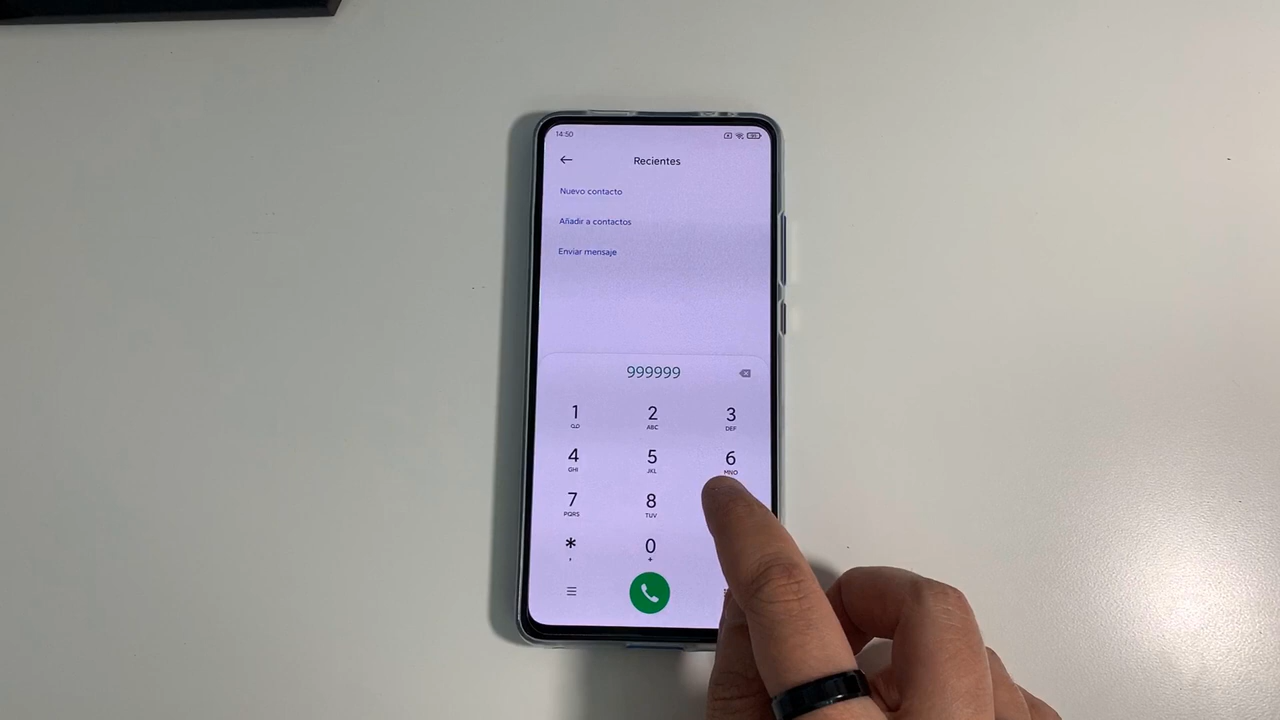 14:50
Recientes
Nuevo contacto
Añadir a contactos
Enviar mensaje
999999
1 2 3
ABC DEF
4 5 6
GHI JKL MNO
7 8
PQRS TUV
* 0
, +